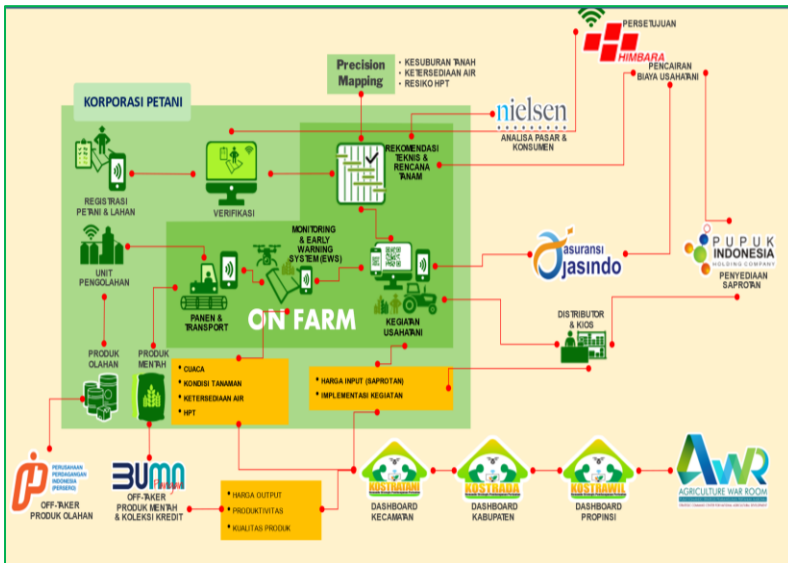 PERSETUJUAN
HIMBARA
PENCAIRAN
BIAYA USAHATANI
Precision
Mapping
• KESUBURAN TANAH
• KETERSEDIAAN AIR
• RESIKO HPT
KORPORASI PETANI
nielsen
ANALISA PASAR &
KONSUMEN
REKOMENDASI
TEKNIS &
RENCANA
TANAM
REGISTRASI
PETANI & LAHAN
VERIFIKASI
MONITORING
& EARLY
WARNING
SYSTEM (EWS)
UNIT
PENGOLAHAN
PANEN &
TRANSPORT
ON FARM
KEGIATAN
USAHATANI
asuransi
jasindo
PUPUK
INDONESIA
HOLDING COMPANY
PENYEDIAAN
SAPROTAN
DISTRIBUTOR
& KIOS
PRODUK
OLAHAN
PRODUK
MENTAH
• CUACA
• KONDISI TANAMAN
• KETERSEDIAAN AIR
• HPT
• HARGA INPUT (SAPROTAN)
• IMPLEMENTASI KEGIATAN
PERUSAHAAN
PERDAGANGAN
INDONESIA
(PERSERO)
OFF-TAKER
PRODUK OLAHAN
BUMN
OFF-TAKER
PRODUK MENTAH
& KOLEKSI KREDIT
• HARGA OUTPUT
• PRODUKTIVITAS
• KUALITAS PRODUK
KOSTRATANI
DASHBOARD
KECAMATAN
KOSTRADA
DASHBOARD
KABUPATEN
KOSTRAWIL
DASHBOARD
PROPINSI
AWR
AGRICULTURE WAR ROOM